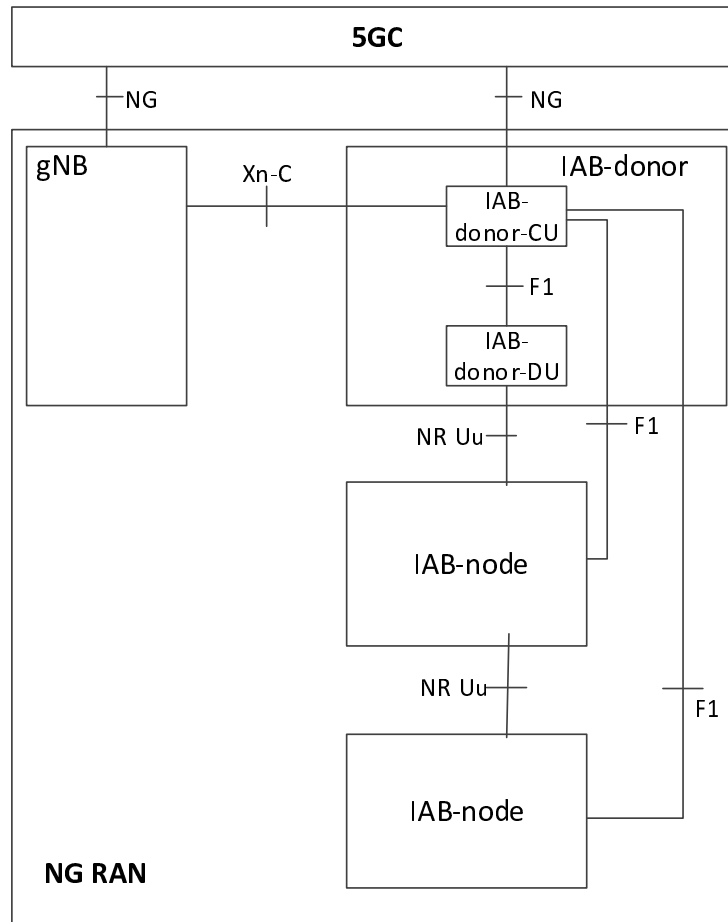 5GC
NG
NG
gNB
IAB-donor
Xn-C
IAB-
donor-CU
F1
IAB-
donor-DU
NR Uu
F1
IAB-node
NR Uu
F1
IAB-node
NG RAN